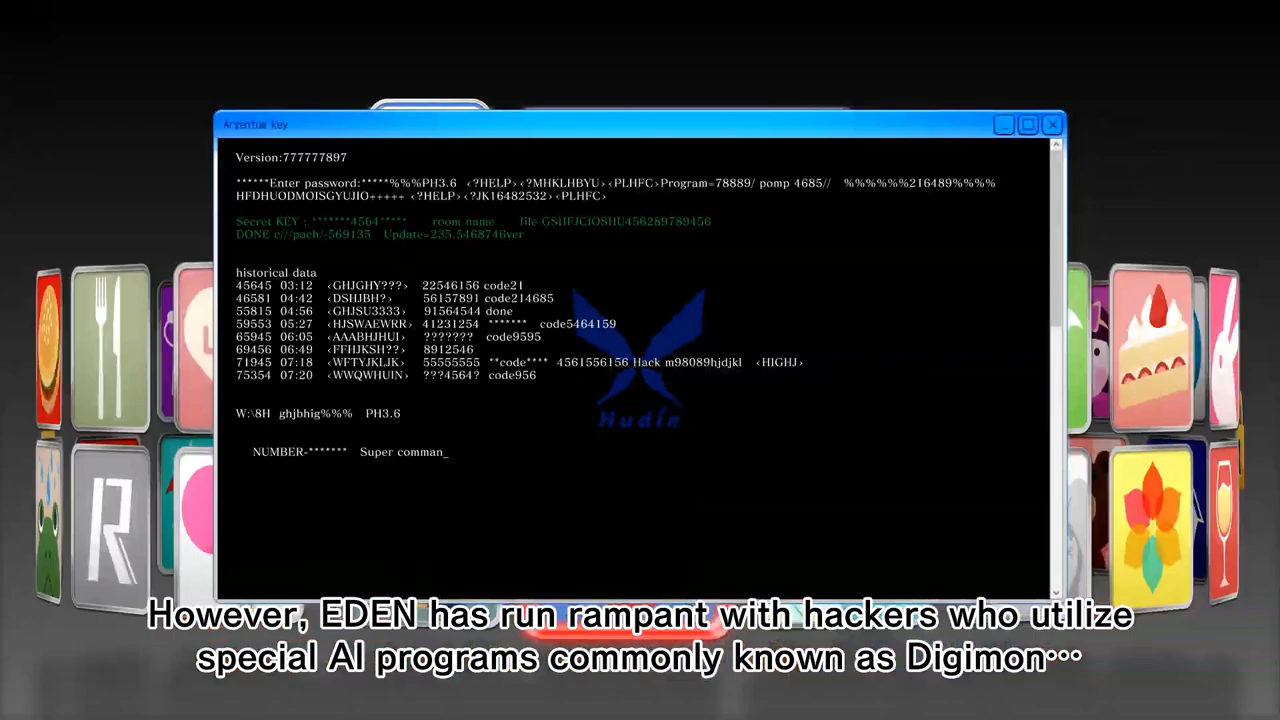 Arzentum key
Version:777777897
******Enter password:*****%%%PH3.6 ‹?HELP›‹?MHKLHBYU›‹PLHFC›Program=78889/ pomp 4685// %%%%%%216489%%%%
HFDHUODMOISGYUJIO+++++ ‹?HELP›‹?JK16482532›‹PLHFC›
Secret KEY : *******4564***** room name file GSHFJCIOSHU456289789456
DONE c///pach/-569135 Update=235.5468746ver
historical data
45645 03:12 ‹GHJGHY???› 22546156 code21
46581 04:42 ‹DSHJBH?› 56157891 code214685
55815 04:56 ‹GHJSU3333› 91564544 done
59553 05:27 ‹HJSWAEWRR› 41231254 ******* code5464159
65945 06:05 ‹AAABHJHUI› ??????? code9595
69456 06:49 ‹FFHJKSH??› 8912546
71945 07:18 ‹WFTYJKLJK› 55555555 **code**** 4561556156 Hack m98089hjdjkl ‹HIGHJ›
75354 07:20 ‹WWQWHUIN› ???4564? code956
Hudie
W:\8H ghjbhig%%% PH3.6
NUMBER-******* Super comman_
R
However, EDEN has run rampant with hackers who utilize
special AI programs commonly known as Digimon…